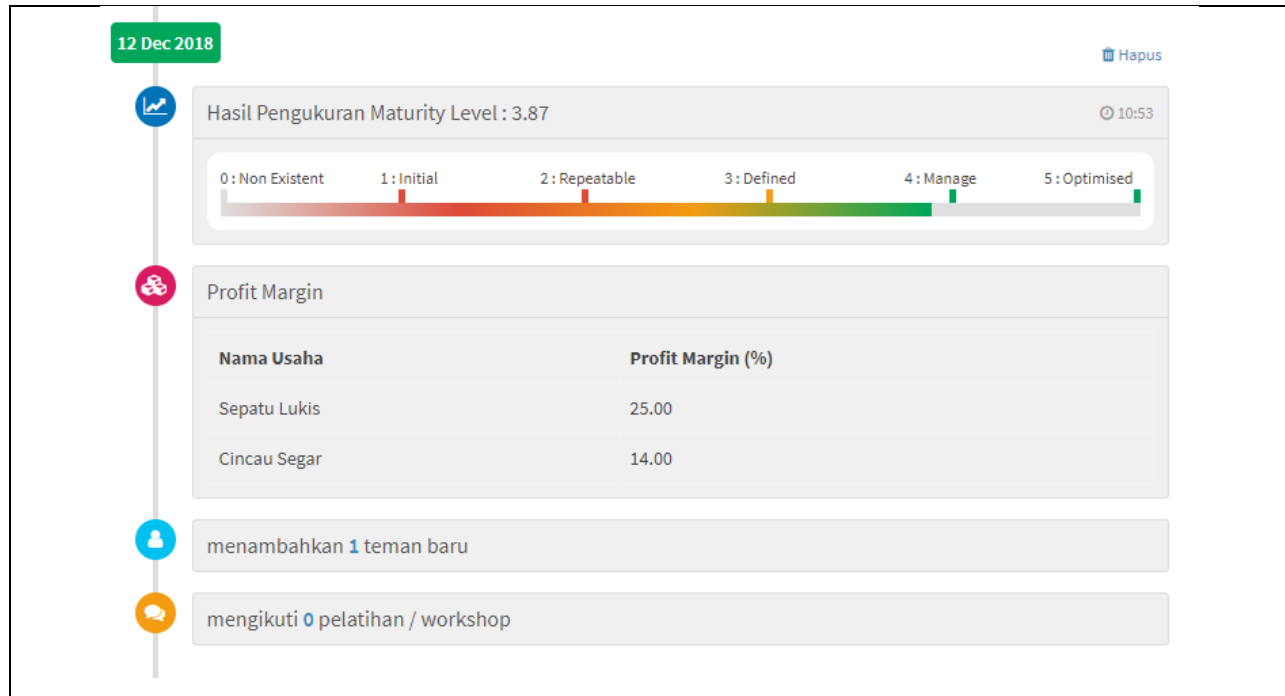 12 Dec 2018
Hapus
Hasil Pengukuran Maturity Level : 3.87
10:53
0 : Non Existent 1 : Initial 2 : Repeatable 3 : Defined 4 : Manage 5 : Optimised
Profit Margin
Nama Usaha Profit Margin (%)
Sepatu Lukis 25.00
Cincau Segar 14.00
menambahkan 1 teman baru
mengikuti 0 pelatihan / workshop